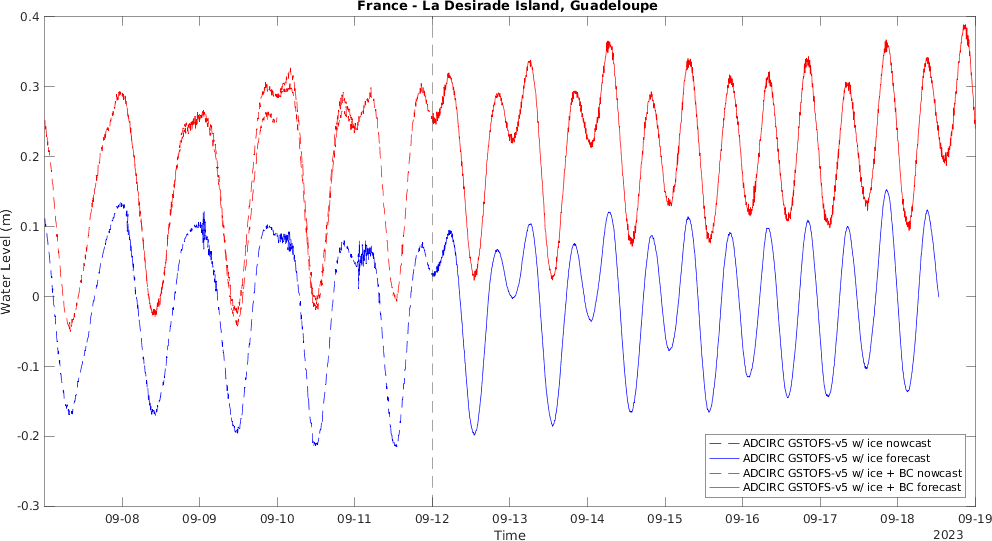 France - La Desirade Island, Guadeloupe
0.4
0.3
0.2
0.1
0
-0.1
-0.2
-0.3
Water Level (m)
ADCIRC GSTOFS-v5 w/ ice nowcast
ADCIRC GSTOFS-v5 w/ ice forecast
ADCIRC GSTOFS-v5 w/ ice + BC nowcast
ADCIRC GSTOFS-v5 w/ ice + BC forecast
09-08 09-09 09-10 09-11 09-12 09-13 09-14 09-15 09-16 09-17 09-18 09-19
Time
2023